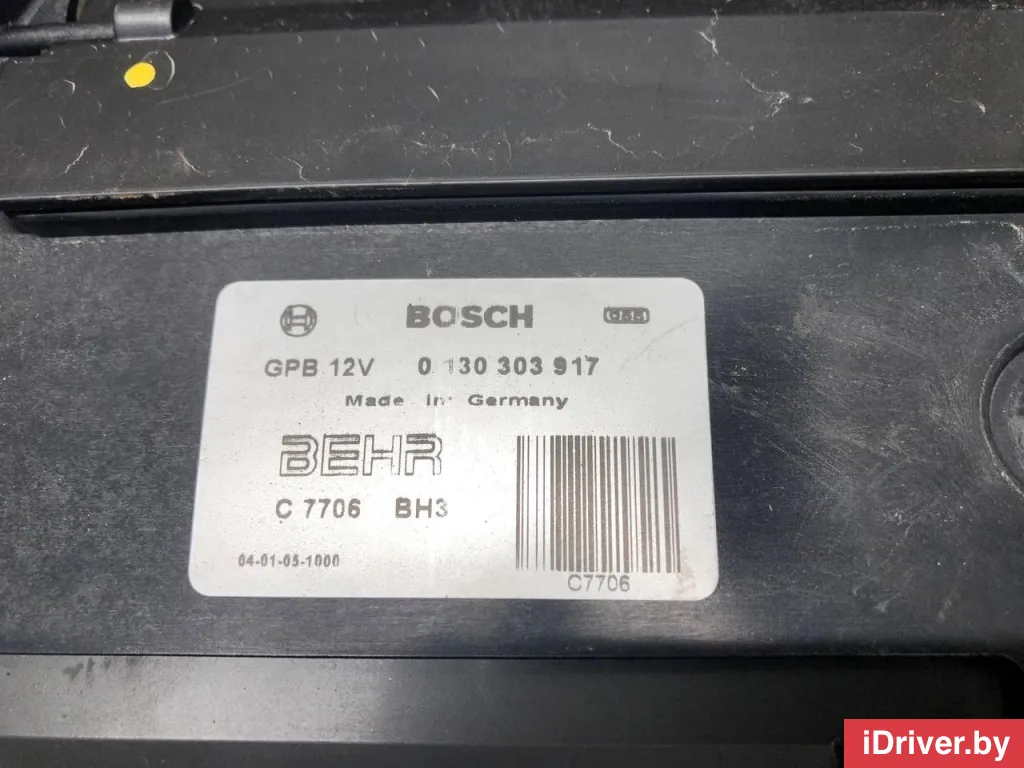 BOSCH
GPB 12V 0 130 303 917
Made in Germany
BEHR
C 7706 BH3
04-01-05-1000
C7706
iDriver.by